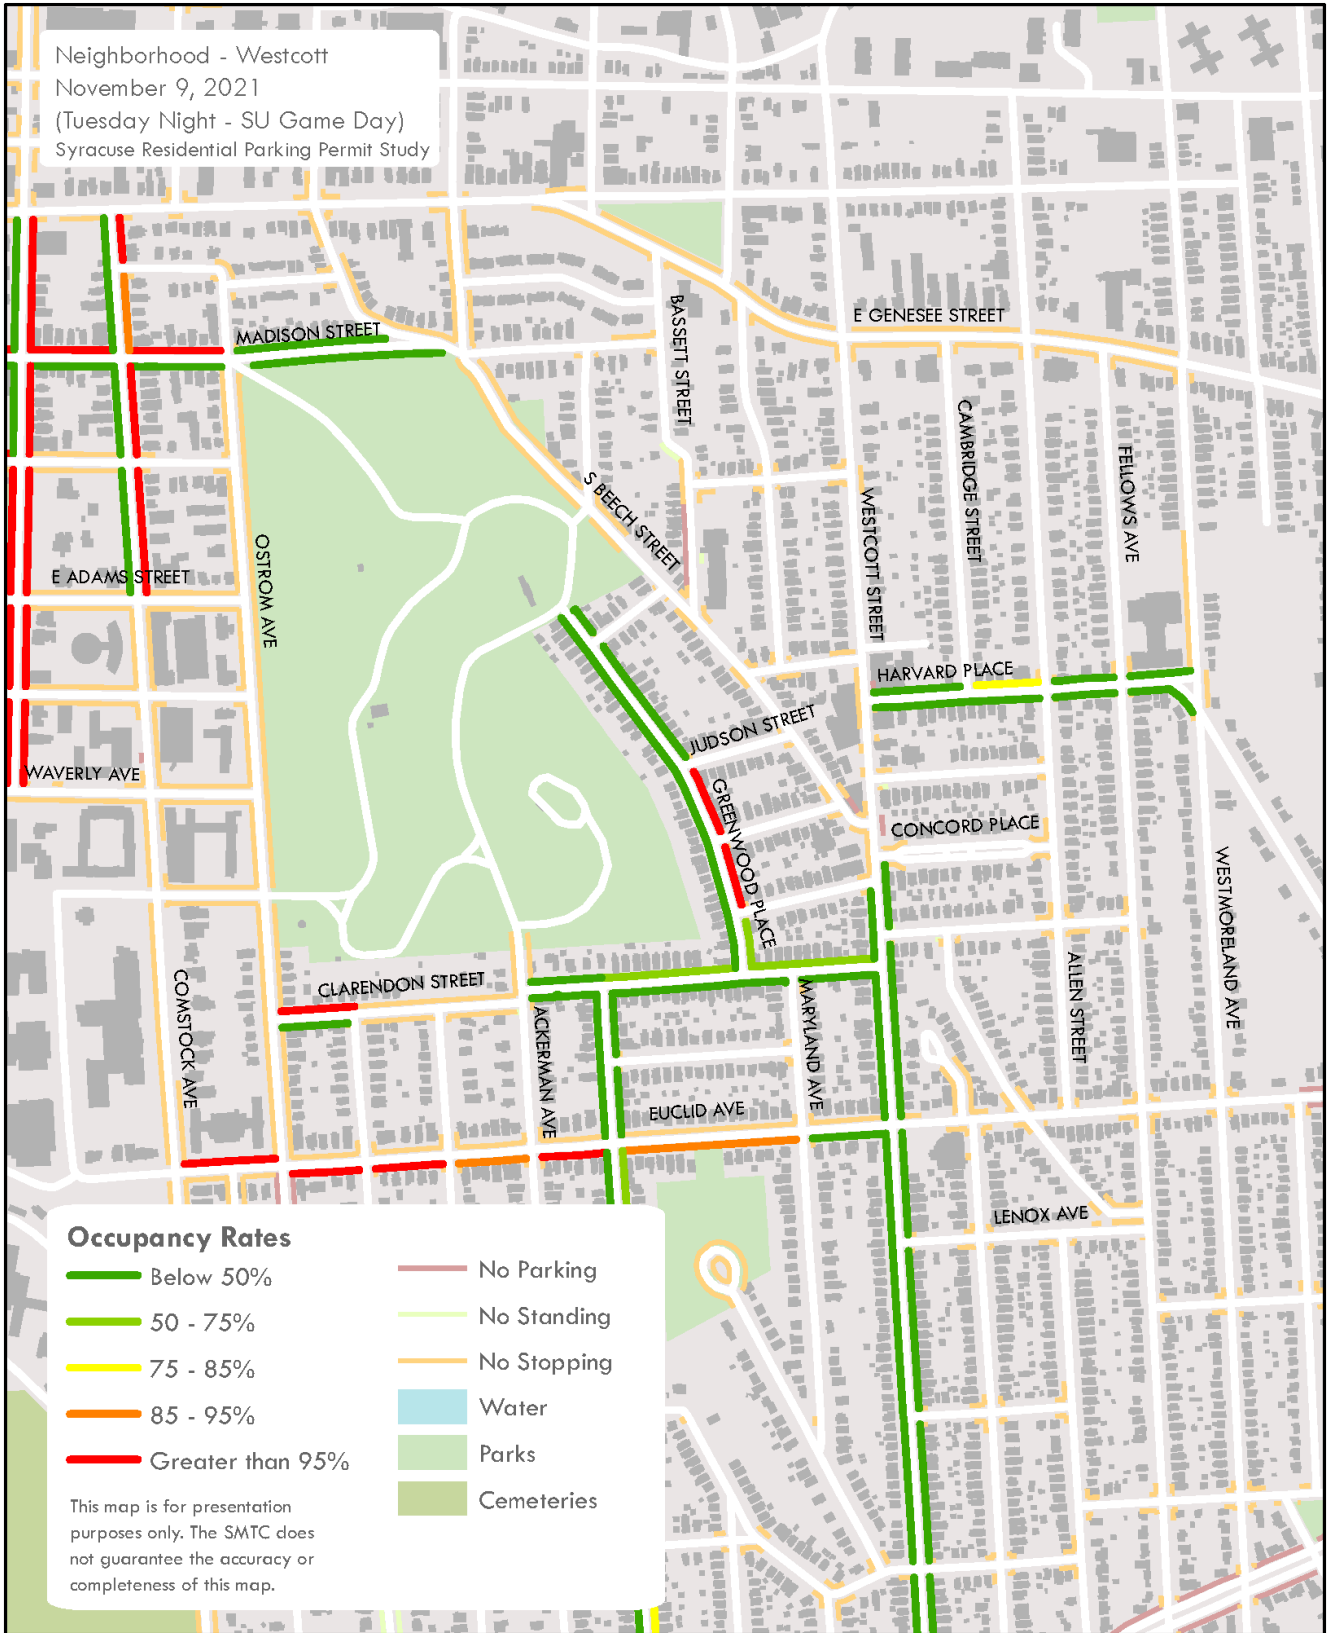 Neighborhood - Westcott
November 9, 2021
(Tuesday Night - SU Game Day)
Syracuse Residential Parking Permit Study
E GENESEE STREET
MADISON STREET
BASSETT STREET
CAMBRIDGE STREET
FELLOWS AVE
S BEECH STREET
WESTCOTT STREET
OSTROM AVE
E ADAMS STREET
HARVARD PLACE
JUDSON STREET
WAVERLY AVE
GREENWOOD PLACE
CONCORD PLACE
WESTMORELAND AVE
CLARENDON STREET
COMSTOCK AVE
ACKERMAN AVE
MARYLAND AVE
ALLEN STREET
EUCLID AVE
LENOX AVE
Occupancy Rates
Below 50%
50 - 75%
75 - 85%
85 - 95%
Greater than 95%
No Parking
No Standing
No Stopping
Water
Parks
Cemeteries
This map is for presentation
purposes only. The SMTC does
not guarantee the accuracy or
completeness of this map.